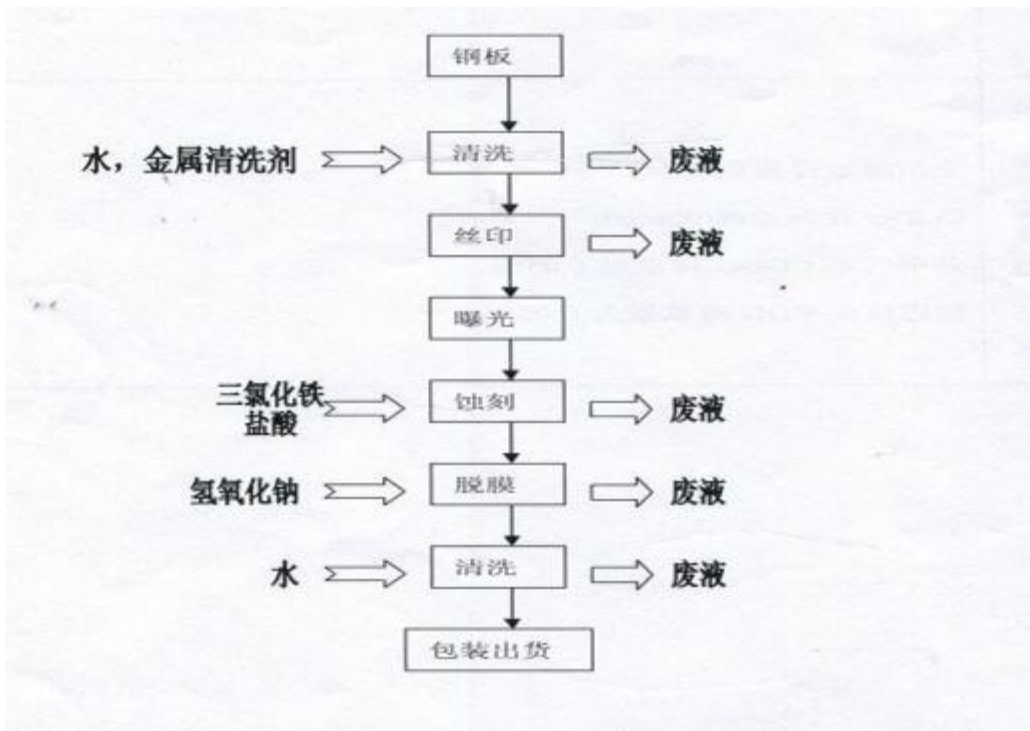 钢板
水，金属清洗剂 清洗 废液
丝印 废液
曝光
三氯化铁
盐酸
蚀刻 废液
氢氧化钠 脱膜 废液
水 清洗 废液
包装出货